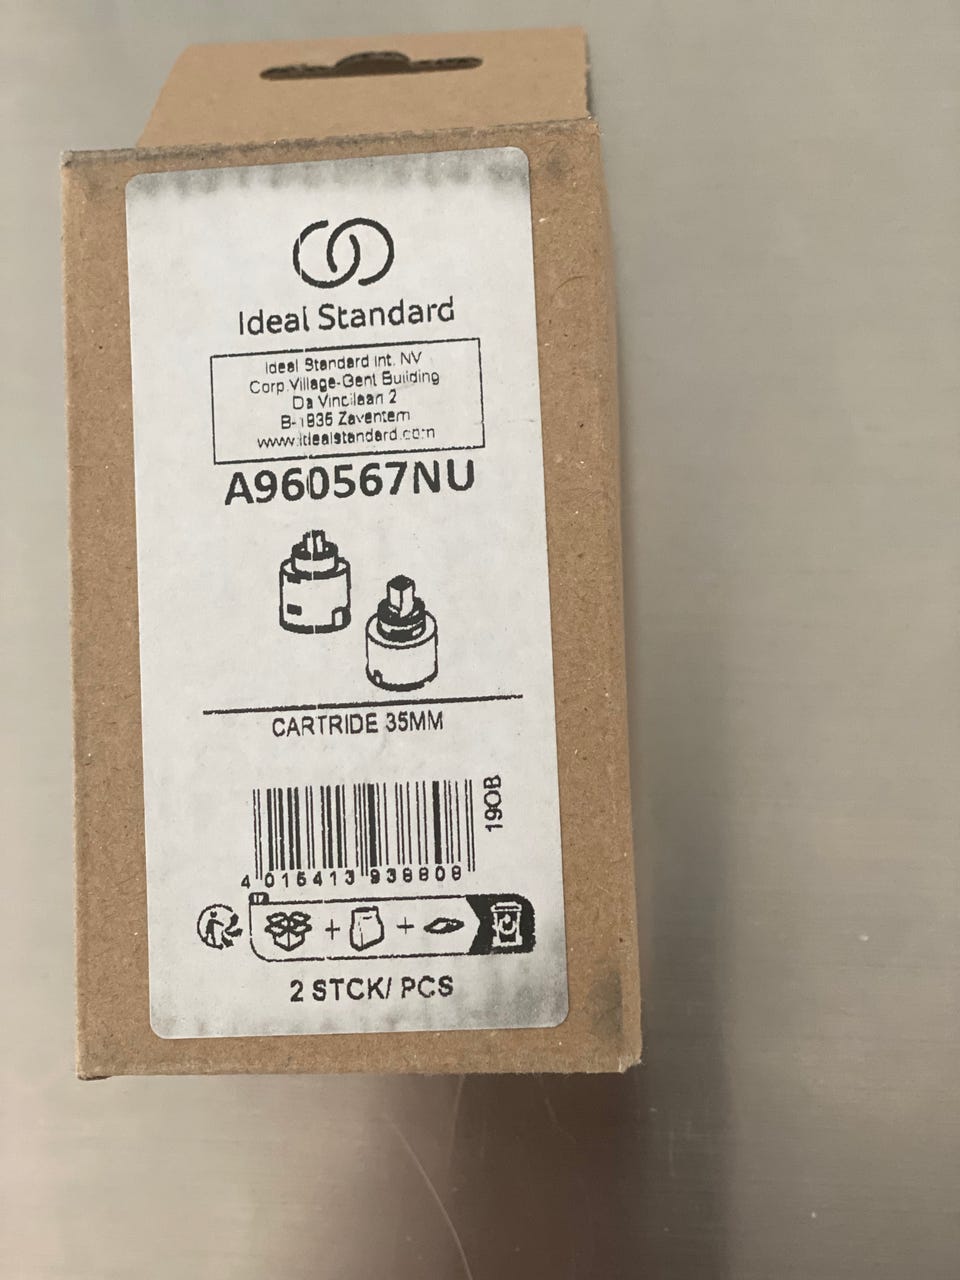 Ideal Standard
Ideal Standard Int. NV
Corp.Village-Gent Building
Da Vincilaan 2
B-1935 Zaventem
www.idealstandard.com
A960567NU
CARTRIDE 35MM
19OB
4 015413 938808
+ +
2 STCK/ PCS